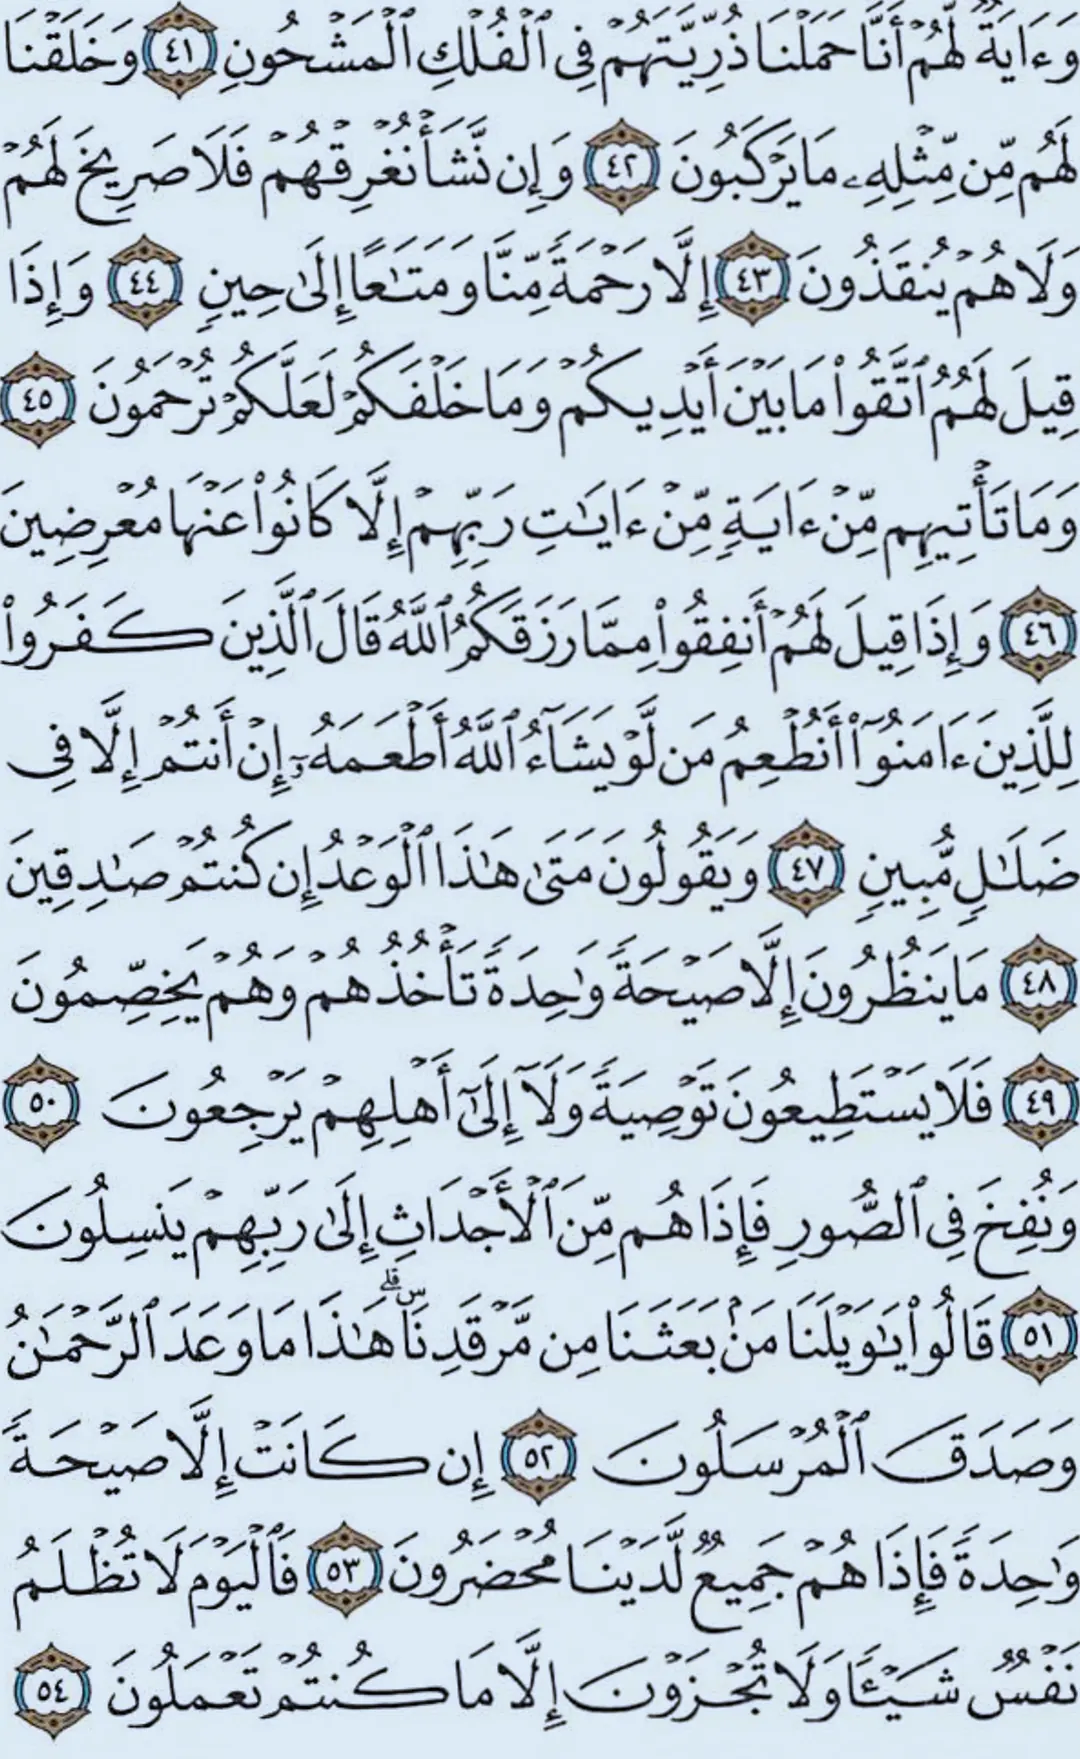 وَءَايَةٌ لَّهُمْ أَنَّا حَمَلْنَا ذُرِّيَّتَهُمْ فِى ٱلْفُلْكِ ٱلْمَشْحُونِ ٤١ وَخَلَقْنَا
لَهُم مِّن مِّثْلِهِۦ مَا يَرْكَبُونَ ٤٢ وَإِن نَّشَأْ نُغْرِقْهُمْ فَلَا صَرِيخَ لَهُمْ
وَلَا هُمْ يُنقَذُونَ ٤٣ إِلَّا رَحْمَةً مِّنَّا وَمَتَـٰعًا إِلَىٰ حِينٍ ٤٤ وَإِذَا
قِيلَ لَهُمُ ٱتَّقُوا۟ مَا بَيْنَ أَيْدِيكُمْ وَمَا خَلْفَكُمْ لَعَلَّكُمْ تُرْحَمُونَ ٤٥
وَمَا تَأْتِيهِم مِّنْ ءَايَةٍ مِّنْ ءَايَـٰتِ رَبِّهِمْ إِلَّا كَانُوا۟ عَنْهَا مُعْرِضِينَ
٤٦ وَإِذَا قِيلَ لَهُمْ أَنفِقُوا۟ مِمَّا رَزَقَكُمُ ٱللَّهُ قَالَ ٱلَّذِينَ كَفَرُوا۟
لِلَّذِينَ ءَامَنُوٓا۟ أَنُطْعِمُ مَن لَّوْ يَشَآءُ ٱللَّهُ أَطْعَمَهُۥٓ إِنْ أَنتُمْ إِلَّا فِى
ضَلَـٰلٍ مُّبِينٍ ٤٧ وَيَقُولُونَ مَتَىٰ هَـٰذَا ٱلْوَعْدُ إِن كُنتُمْ صَـٰدِقِينَ
٤٨ مَا يَنظُرُونَ إِلَّا صَيْحَةً وَٰحِدَةً تَأْخُذُهُمْ وَهُمْ يَخِصِّمُونَ
٤٩ فَلَا يَسْتَطِيعُونَ تَوْصِيَةً وَلَآ إِلَىٰٓ أَهْلِهِمْ يَرْجِعُونَ ٥٠
وَنُفِخَ فِى ٱلصُّورِ فَإِذَا هُم مِّنَ ٱلْأَجْدَاثِ إِلَىٰ رَبِّهِمْ يَنسِلُونَ
٥١ قَالُوا۟ يَـٰوَيْلَنَا مَنۢ بَعَثَنَا مِن مَّرْقَدِنَا ۜ ۗ هَـٰذَا مَا وَعَدَ ٱلرَّحْمَـٰنُ
وَصَدَقَ ٱلْمُرْسَلُونَ ٥٢ إِن كَانَتْ إِلَّا صَيْحَةً
وَٰحِدَةً فَإِذَا هُمْ جَمِيعٌ لَّدَيْنَا مُحْضَرُونَ ٥٣ فَٱلْيَوْمَ لَا تُظْلَمُ
نَفْسٌ شَيْـًٔا وَلَا تُجْزَوْنَ إِلَّا مَا كُنتُمْ تَعْمَلُونَ ٥٤